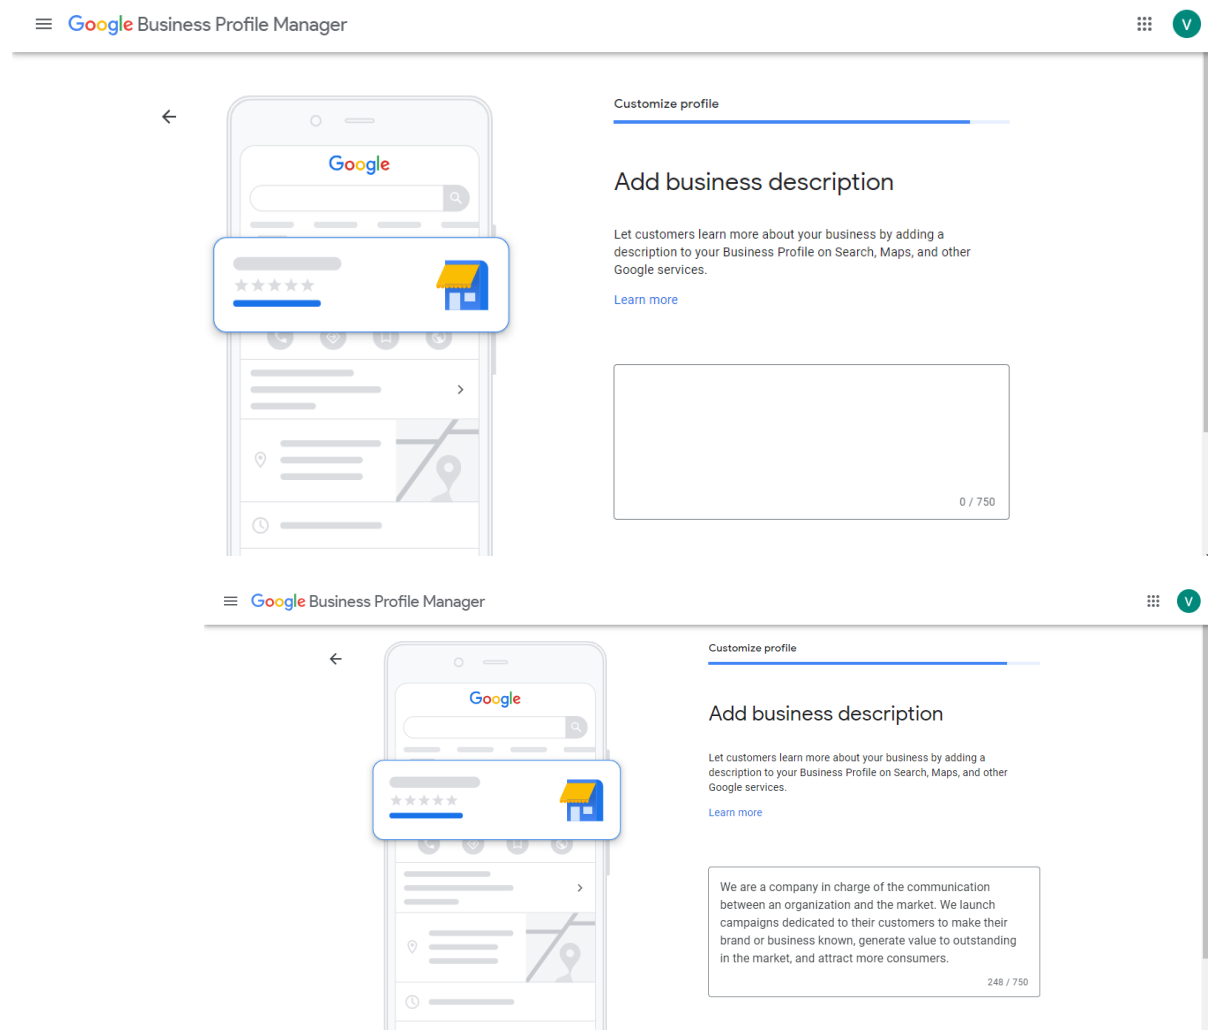 Google Business Profile Manager
V
Customize profile
Google
Add business description
Let customers learn more about your business by adding a
description to your Business Profile on Search, Maps, and other
Google services.
Learn more
0 / 750
Google Business Profile Manager
V
Customize profile
Google
Add business description
Let customers learn more about your business by adding a
description to your Business Profile on Search, Maps, and other
Google services.
Learn more
We are a company in charge of the communication
between an organization and the market. We launch
campaigns dedicated to their customers to make their
brand or business known, generate value to outstanding
in the market, and attract more consumers.
248 / 750